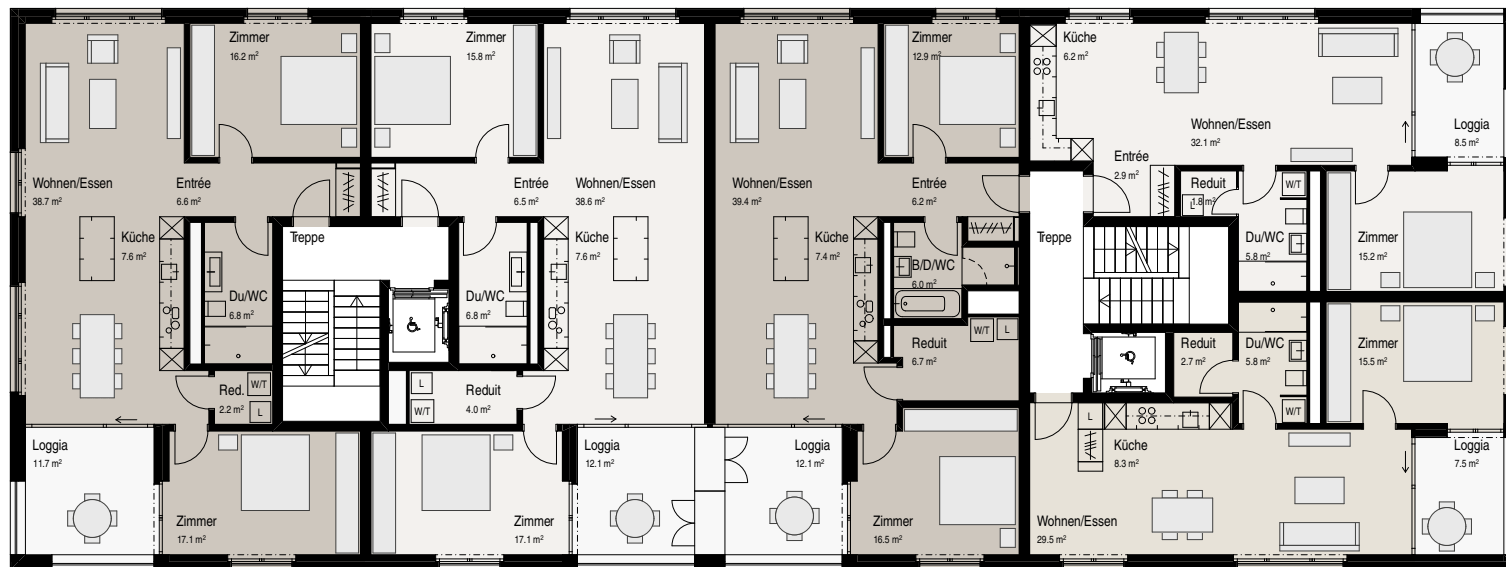 Zimmer
16.2 m²
Zimmer
15.8 m²
Zimmer
12.9 m²
Küche
6.2 m²
Wohnen/Essen
32.1 m²
Loggia
8.5 m²
Entrée
2.9 m²
Wohnen/Essen
38.7 m²
Entrée
6.6 m²
Entrée
6.5 m²
Wohnen/Essen
38.6 m²
Wohnen/Essen
39.4 m²
Entrée
6.2 m²
Reduit
1.8 m²
L
W/T
Küche
7.6 m²
Treppe
Küche
7.6 m²
Küche
7.4 m²
Treppe
Du/WC
5.8 m²
Zimmer
15.2 m²
B/D/WC
6.0 m²
Du/WC
6.8 m²
Du/WC
6.8 m²
W/T
L
Reduit
6.7 m²
Reduit
2.7 m²
Du/WC
5.8 m²
Zimmer
15.5 m²
Red.
2.2 m²
W/T
L
L
W/T
Reduit
4.0 m²
L
W/T
Loggia
11.7 m²
Loggia
12.1 m²
Loggia
12.1 m²
Küche
8.3 m²
Loggia
7.5 m²
Zimmer
17.1 m²
Zimmer
17.1 m²
Zimmer
16.5 m²
Wohnen/Essen
29.5 m²